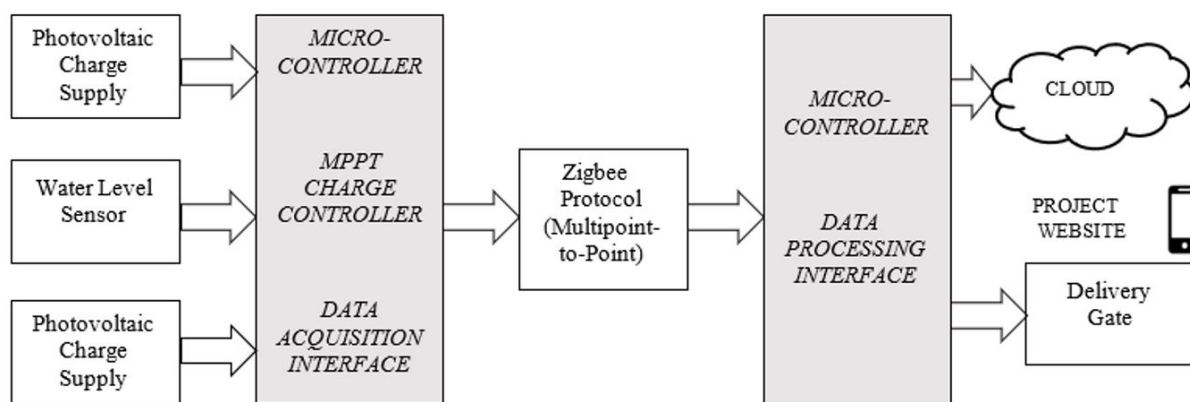 Photovoltaic
Charge
Supply
Water Level
Sensor
Photovoltaic
Charge
Supply
MICRO-
CONTROLLER
MPPT
CHARGE
CONTROLLER
DATA
ACQUISITION
INTERFACE
Zigbee
Protocol
(Multipoint-
to-Point)
MICRO-
CONTROLLER
DATA
PROCESSING
INTERFACE
CLOUD
PROJECT
WEBSITE
Delivery
Gate